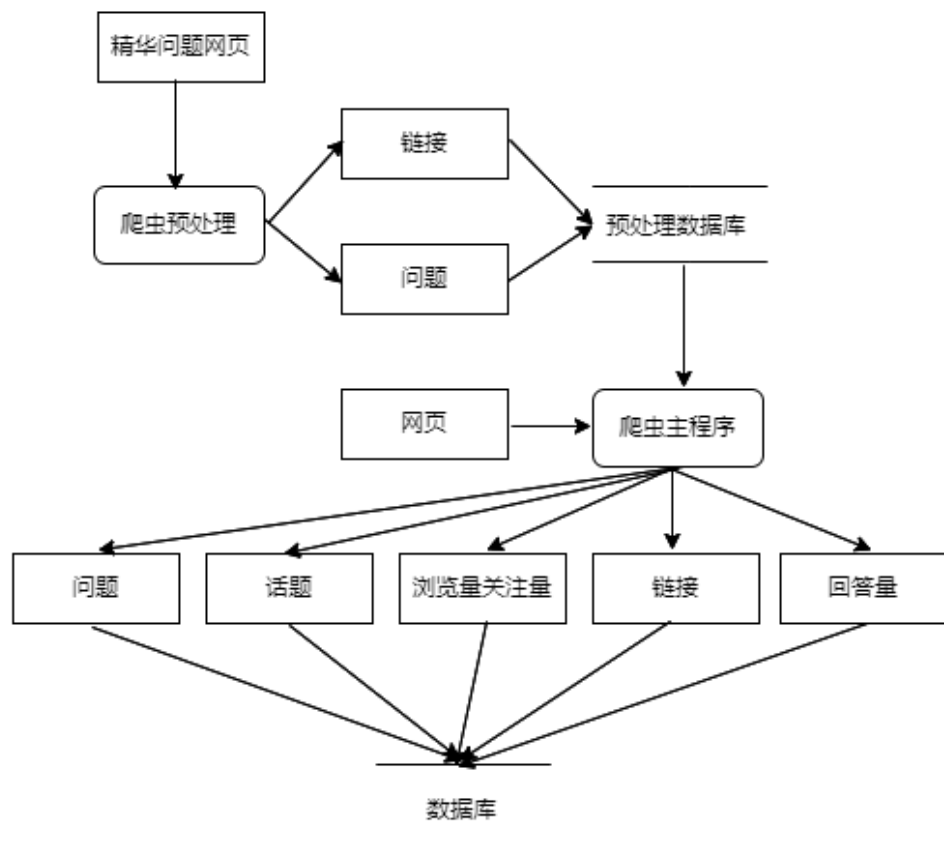 精华问题网页
链接
爬虫预处理
预处理数据库
问题
网页
爬虫主程序
问题
话题
浏览量关注量
链接
回答量
数据库